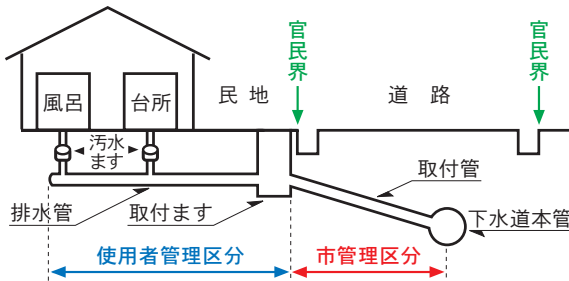 官民界
官民界
風呂
台所
民地
道路
汚水
ます
取付管
排水管
取付ます
下水道本管
使用者管理区分
市管理区分